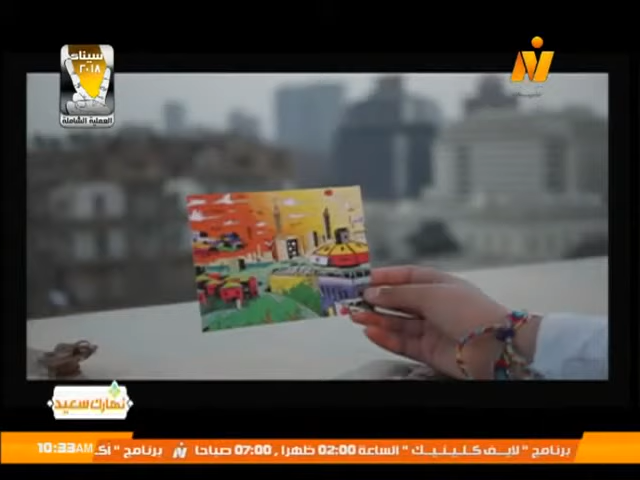 سيناء
٢٠١٨
العملية الشاملة
نهارك سعيد
برنامج " لايف كلينيك " الساعة 02:00 ظهرا , 07:00 صباحا
برنامج " أك
10:33AM